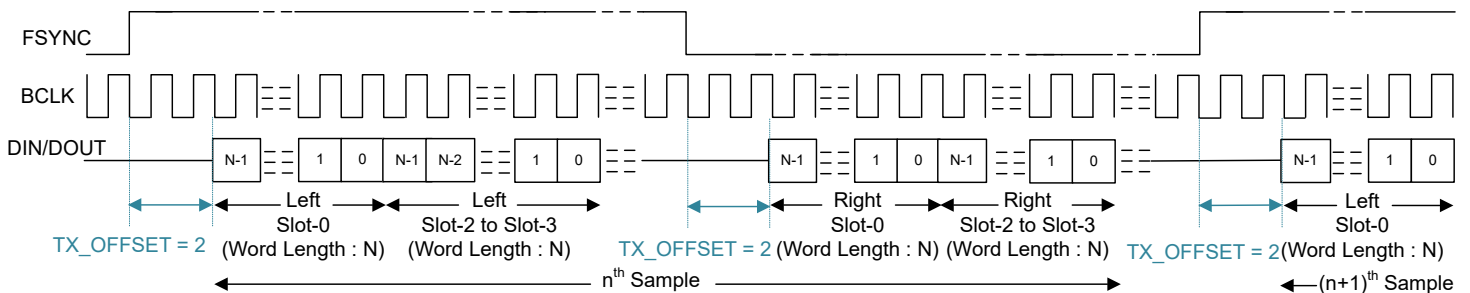 FSYNC
BCLK
DIN/DOUT
N-1 1 0 N-1 N-2 1 0 N-1 1 0 N-1 1 0 N-1 1 0
Left Left Right Right Left
Slot-0 Slot-2 to Slot-3 Slot-0 Slot-2 to Slot-3 Slot-0
TX_OFFSET = 2 (Word Length : N) (Word Length : N) TX_OFFSET = 2 (Word Length : N) (Word Length : N) TX_OFFSET = 2 (Word Length : N)
nth Sample (n+1)th Sample